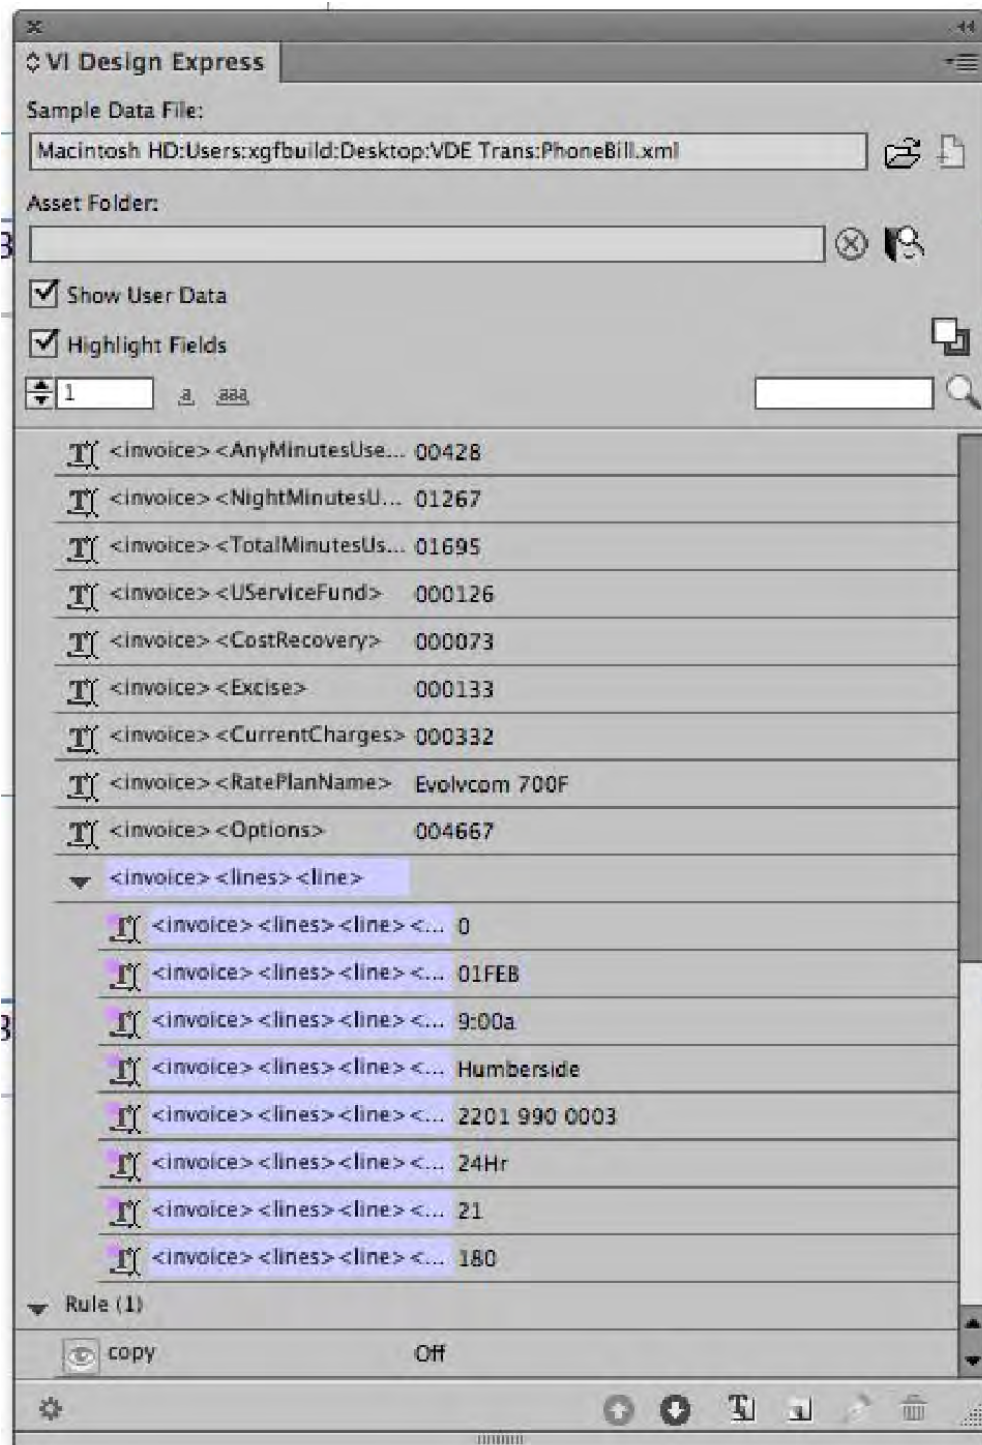 VI Design Express
Sample Data File:
Macintosh HD:Users:xgfbuild:Desktop:VDE Trans:PhoneBill.xml
Asset Folder:
Show User Data
Highlight Fields
1 a aaa
<invoice><AnyMinutesUse... 00428
<invoice><NightMinutesU... 01267
<invoice><TotalMinutesUs... 01695
<invoice><UServiceFund> 000126
<invoice><CostRecovery> 000073
<invoice><Excise> 000133
<invoice><CurrentCharges> 000332
<invoice><RatePlanName> Evolvcom 700F
<invoice><Options> 004667
<invoice><lines><line>
<invoice><lines><line><... 0
<invoice><lines><line><... 01FEB
<invoice><lines><line><... 9:00a
<invoice><lines><line><... Humberside
<invoice><lines><line><... 2201 990 0003
<invoice><lines><line><... 24Hr
<invoice><lines><line><... 21
<invoice><lines><line><... 180
Rule (1)
copy Off